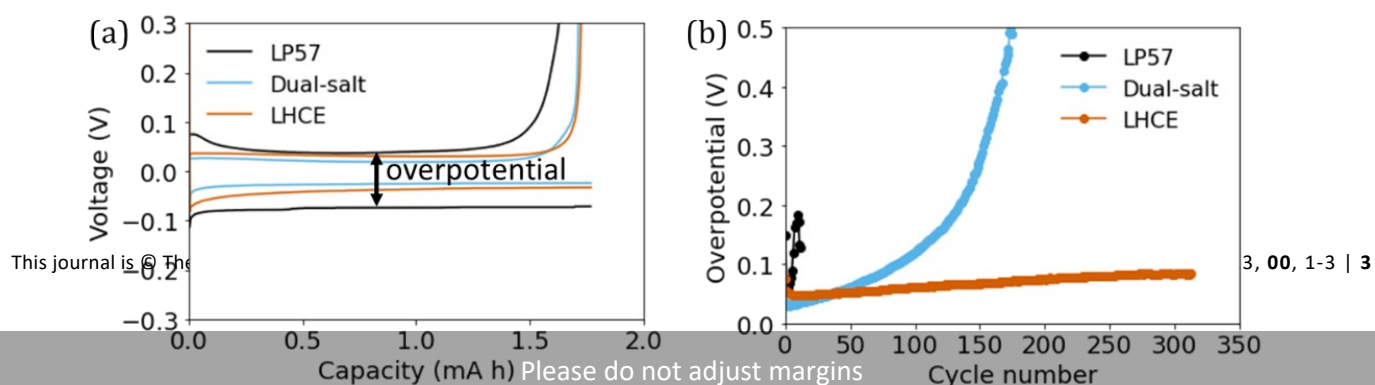 (a)
0.3
0.2
0.1
0.0
−0.1
−0.2
−0.3
Voltage (V)
LP57
Dual-salt
LHCE
overpotential
0.0 0.5 1.0 1.5 2.0
Capacity (mA h)
(b)
0.5
0.4
0.3
0.2
0.1
0.0
Overpotential (V)
LP57
Dual-salt
LHCE
0 50 100 150 200 250 300 350
Cycle number
This journal is © The
3, 00, 1-3 | 3
Please do not adjust margins